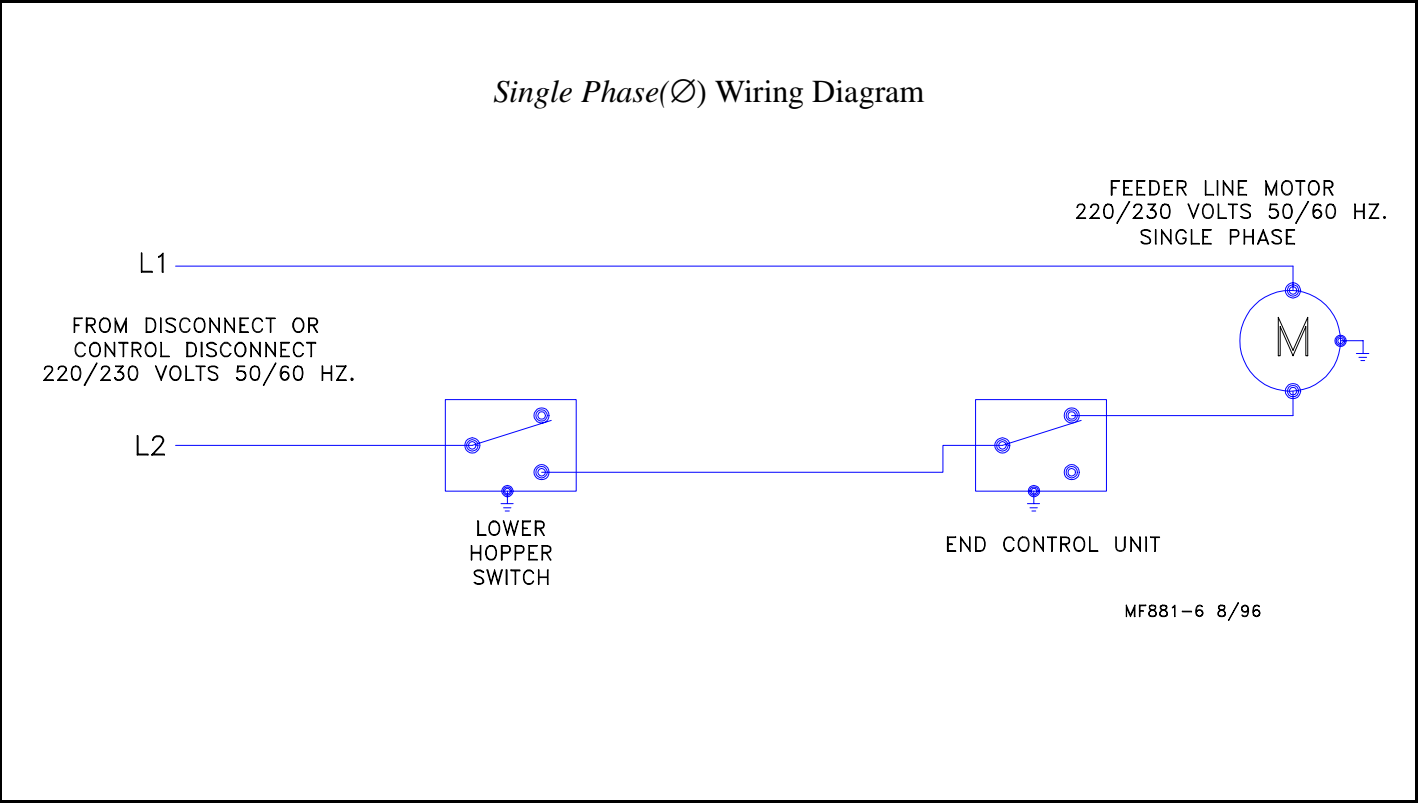 Single Phase(∅) Wiring Diagram
FEEDER LINE MOTOR
220/230 VOLTS 50/60 HZ.
SINGLE PHASE
L1
FROM DISCONNECT OR
CONTROL DISCONNECT
220/230 VOLTS 50/60 HZ.
M
L2
LOWER
HOPPER
SWITCH
END CONTROL UNIT
MF881-6 8/96